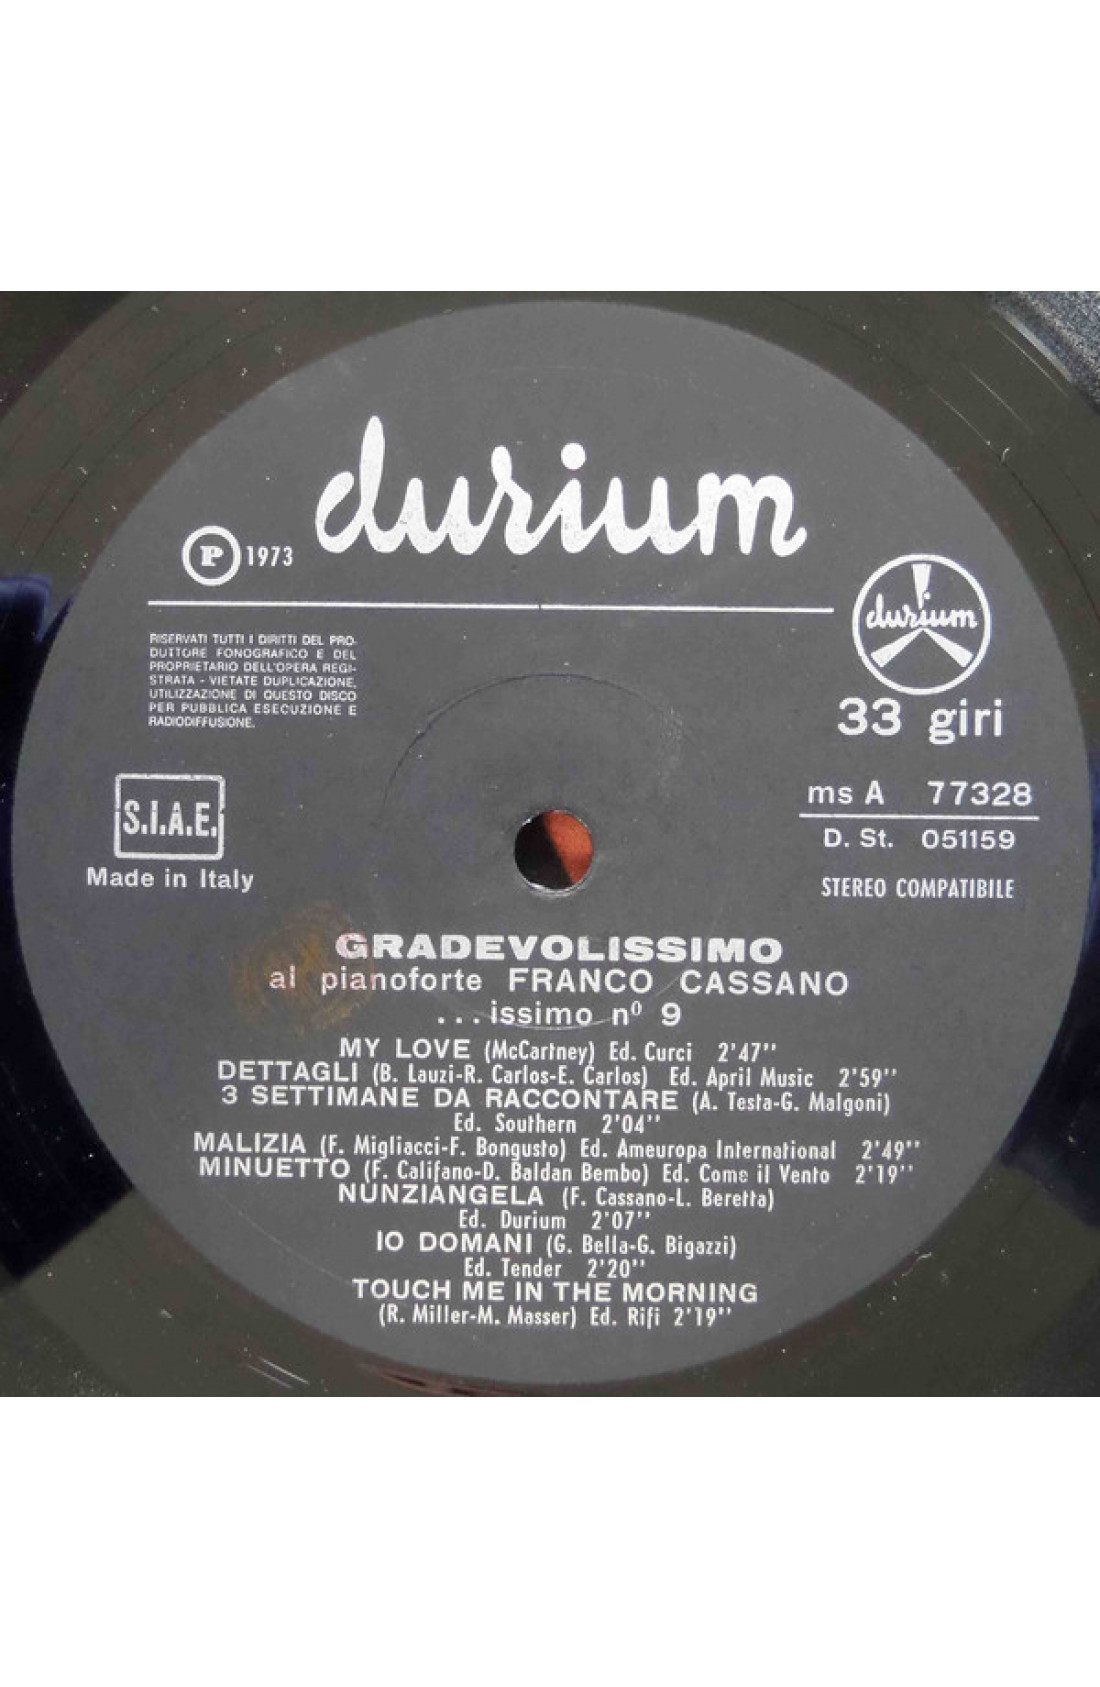 durium
P 1973
durium
RISERVATI TUTTI I DIRITTI DEL PRO-
DUTTORE FONOGRAFICO E DEL
PROPRIETARIO DELL'OPERA REGI-
STRATA - VIETATE DUPLICAZIONE,
UTILIZZAZIONE DI QUESTO DISCO
PER PUBBLICA ESECUZIONE E
RADIODIFFUSIONE.
33 giri
S.I.A.E.
Made in Italy
ms A 77328
D. St. 051159
STEREO COMPATIBILE
GRADEVOLISSIMO
al pianoforte FRANCO CASSANO
...issimo nº 9
MY LOVE (McCartney) Ed. Curci 2'47"
DETTAGLI (B. Lauzi-R. Carlos-E. Carlos) Ed. April Music 2'59"
3 SETTIMANE DA RACCONTARE (A. Testa-G. Malgoni)
Ed. Southern 2'04"
MALIZIA (F. Migliacci-F. Bongusto) Ed. Ameuropa International 2'49"
MINUETTO (F. Califano-D. Baldan Bembo) Ed. Come il Vento 2'19"
NUNZIANGELA (F. Cassano-L. Beretta)
Ed. Durium 2'07"
IO DOMANI (G. Bella-G. Bigazzi)
Ed. Tender 2'20"
TOUCH ME IN THE MORNING
(R. Miller-M. Masser) Ed. Rifi 2'19"